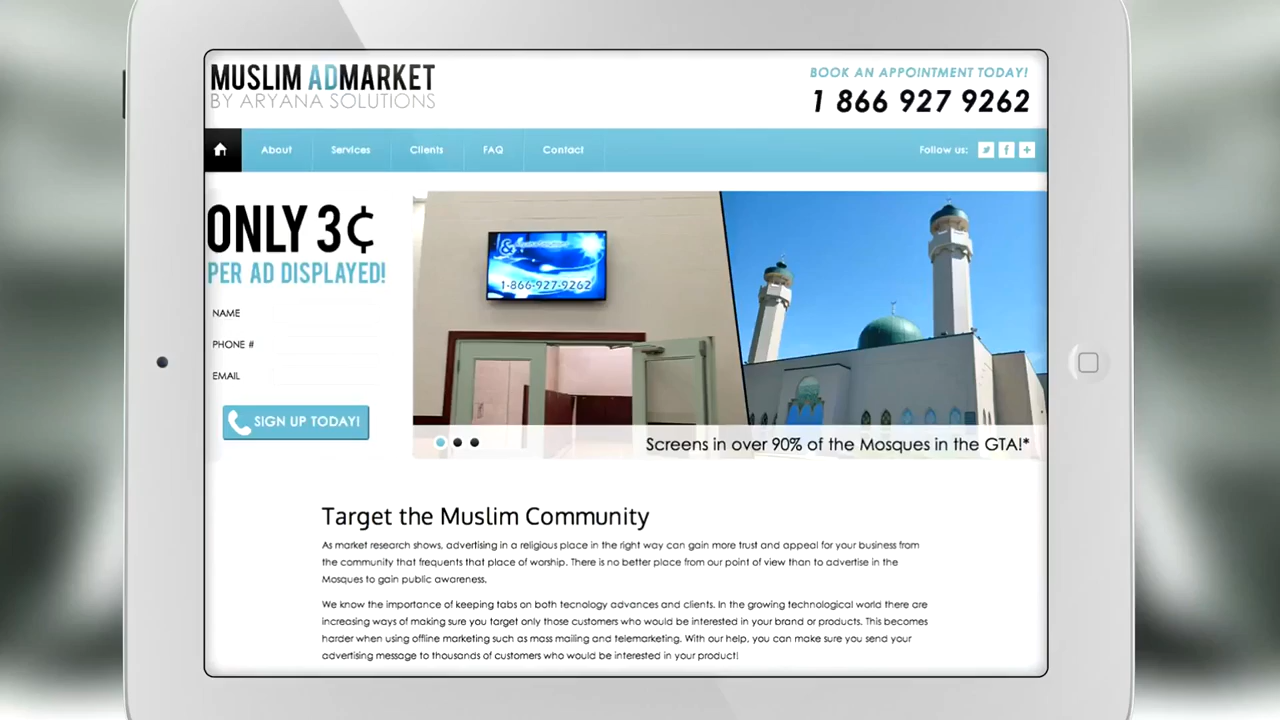 MUSLIM ADMARKET
BY ARYANA SOLUTIONS
BOOK AN APPOINTMENT TODAY!
1 866 927 9262
About
Services
Clients
FAQ
Contact
Follow us:
ONLY 3¢
PER AD DISPLAYED!
NAME
PHONE #
EMAIL
SIGN UP TODAY!
1-866-927-9262
Screens in over 90% of the Mosques in the GTA!*
Target the Muslim Community
As market research shows, advertising in a religious place in the right way can gain more trust and appeal for your business from
the community that frequents that place of worship. There is no better place from our point of view than to advertise in the
Mosques to gain public awareness.
We know the importance of keeping tabs on both tecnology advances and clients. In the growing technological world there are
increasing ways of making sure you target only those customers who would be interested in your brand or products. This becomes
harder when using offline marketing such as mass mailing and telemarketing. With our help, you can make sure you send your
advertising message to thousands of customers who would be interested in your product!